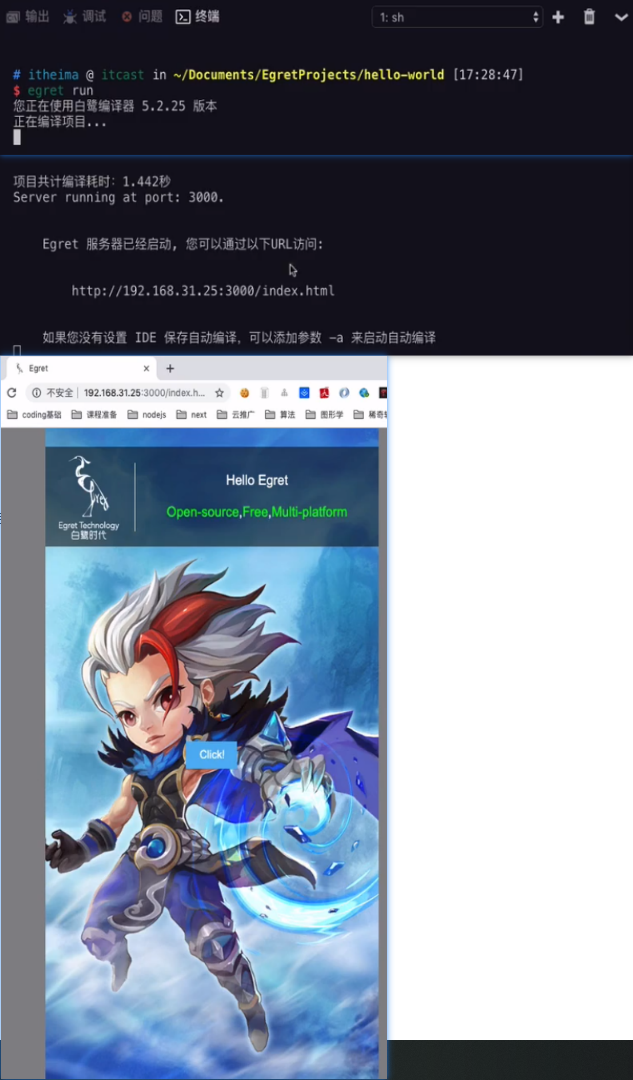 输出 调试 问题 终端 1: sh
# itheima @ itcast in ~/Documents/EgretProjects/hello-world [17:28:47]
$ egret run
您正在使用白鹭编译器 5.2.25 版本
正在编译项目...
项目共计编译耗时: 1.442秒
Server running at port: 3000.
Egret 服务器已经启动, 您可以通过以下URL访问:
http://192.168.31.25:3000/index.html
如果您没有设置 IDE 保存自动编译, 可以添加参数 -a 来启动自动编译
Egret
不安全 192.168.31.25:3000/index.h...
coding基础 课程准备 nodejs next 云推广 算法 图形学 稀奇
Hello Egret
Open-source,Free,Multi-platform
Egret
Egret Technology
白鹭时代
Click!